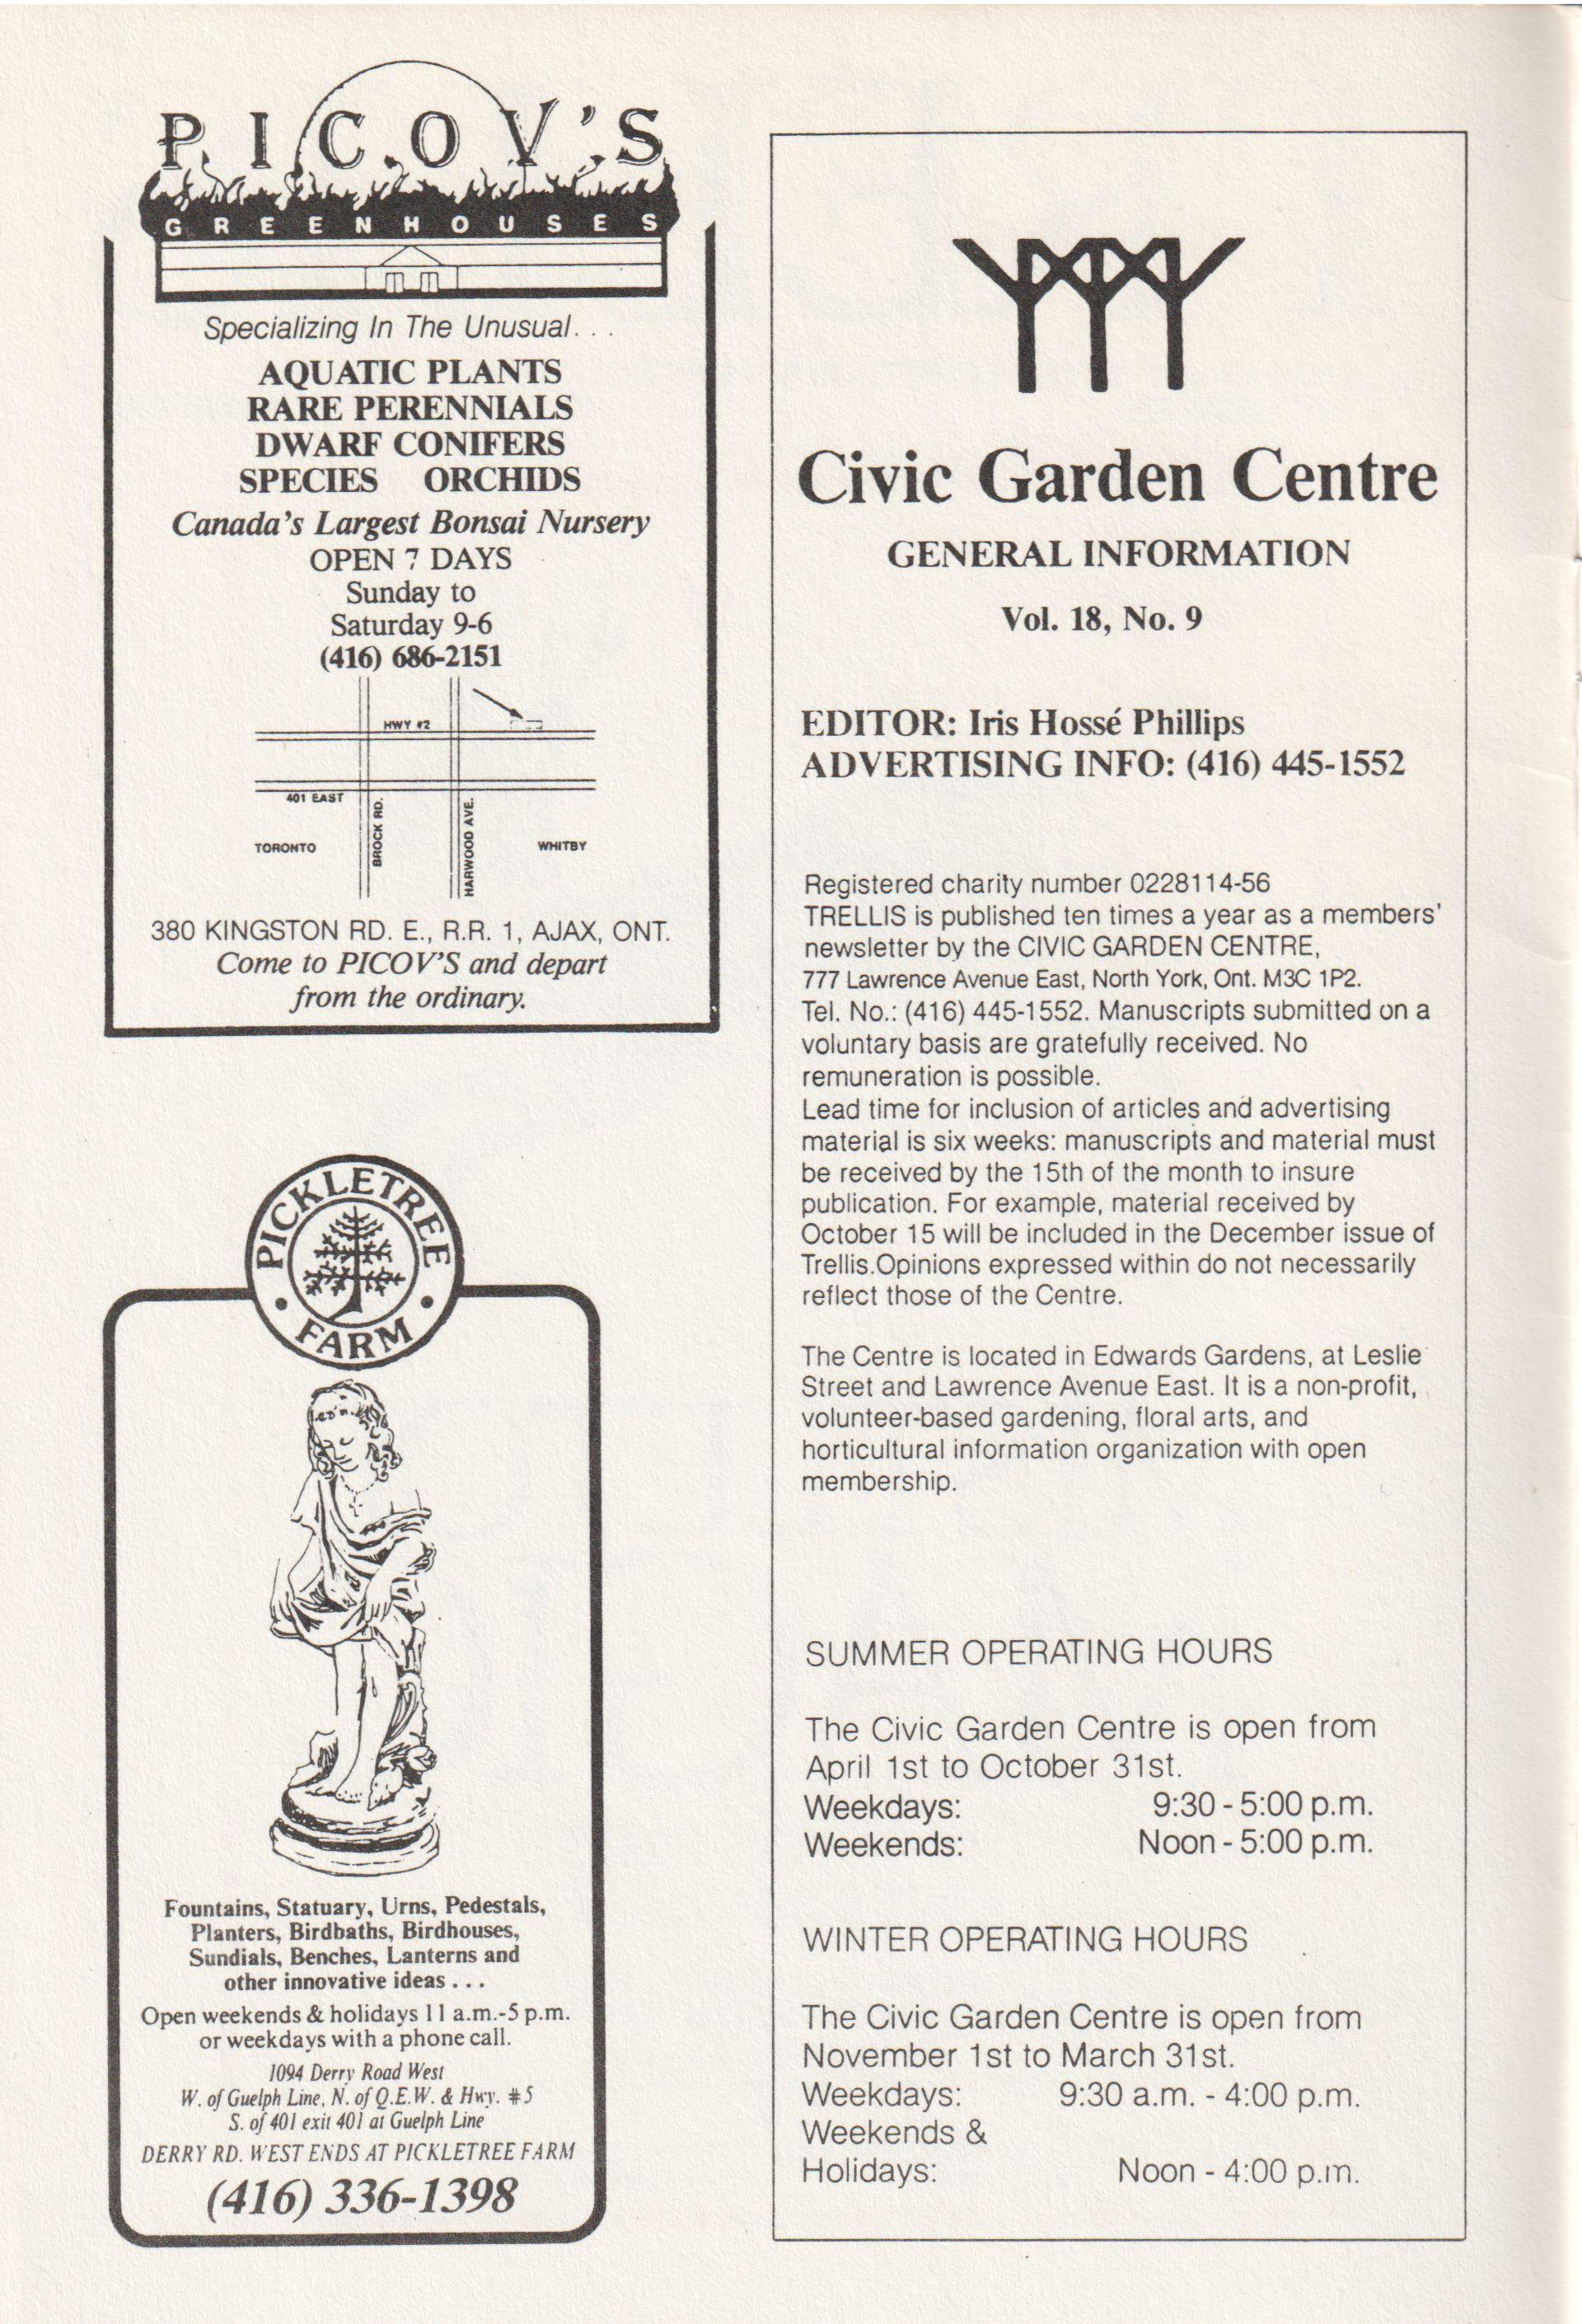 PICOV'S
GREENHOUSES
Specializing In The Unusual. . .
AQUATIC PLANTS
RARE PERENNIALS
DWARF CONIFERS
SPECIES ORCHIDS
Canada's Largest Bonsai Nursery
OPEN 7 DAYS
Sunday to
Saturday 9-6
(416) 686-2151
HWY #2
401 EAST
BROCK RD.
HARWOOD AVE.
TORONTO
WHITBY
380 KINGSTON RD. E., R.R. 1, AJAX, ONT.
Come to PICOV'S and depart
from the ordinary.
PICKLETREE
FARM
Fountains, Statuary, Urns, Pedestals,
Planters, Birdbaths, Birdhouses,
Sundials, Benches, Lanterns and
other innovative ideas . . .
Open weekends & holidays 11 a.m.-5 p.m.
or weekdays with a phone call.
1094 Derry Road West
W. of Guelph Line, N. of Q.E.W. & Hwy. #5
S. of 401 exit 401 at Guelph Line
DERRY RD. WEST ENDS AT PICKLETREE FARM
(416) 336-1398
Civic Garden Centre
GENERAL INFORMATION
Vol. 18, No. 9
EDITOR: Iris Hossé Phillips
ADVERTISING INFO: (416) 445-1552
Registered charity number 0228114-56
TRELLIS is published ten times a year as a members'
newsletter by the CIVIC GARDEN CENTRE,
777 Lawrence Avenue East, North York, Ont. M3C 1P2.
Tel. No.: (416) 445-1552. Manuscripts submitted on a
voluntary basis are gratefully received. No
remuneration is possible.
Lead time for inclusion of articles and advertising
material is six weeks: manuscripts and material must
be received by the 15th of the month to insure
publication. For example, material received by
October 15 will be included in the December issue of
Trellis.Opinions expressed within do not necessarily
reflect those of the Centre.
The Centre is located in Edwards Gardens, at Leslie
Street and Lawrence Avenue East. It is a non-profit,
volunteer-based gardening, floral arts, and
horticultural information organization with open
membership.
SUMMER OPERATING HOURS
The Civic Garden Centre is open from
April 1st to October 31st.
Weekdays: 9:30 - 5:00 p.m.
Weekends: Noon - 5:00 p.m.
WINTER OPERATING HOURS
The Civic Garden Centre is open from
November 1st to March 31st.
Weekdays: 9:30 a.m. - 4:00 p.m.
Weekends &
Holidays: Noon - 4:00 p.m.